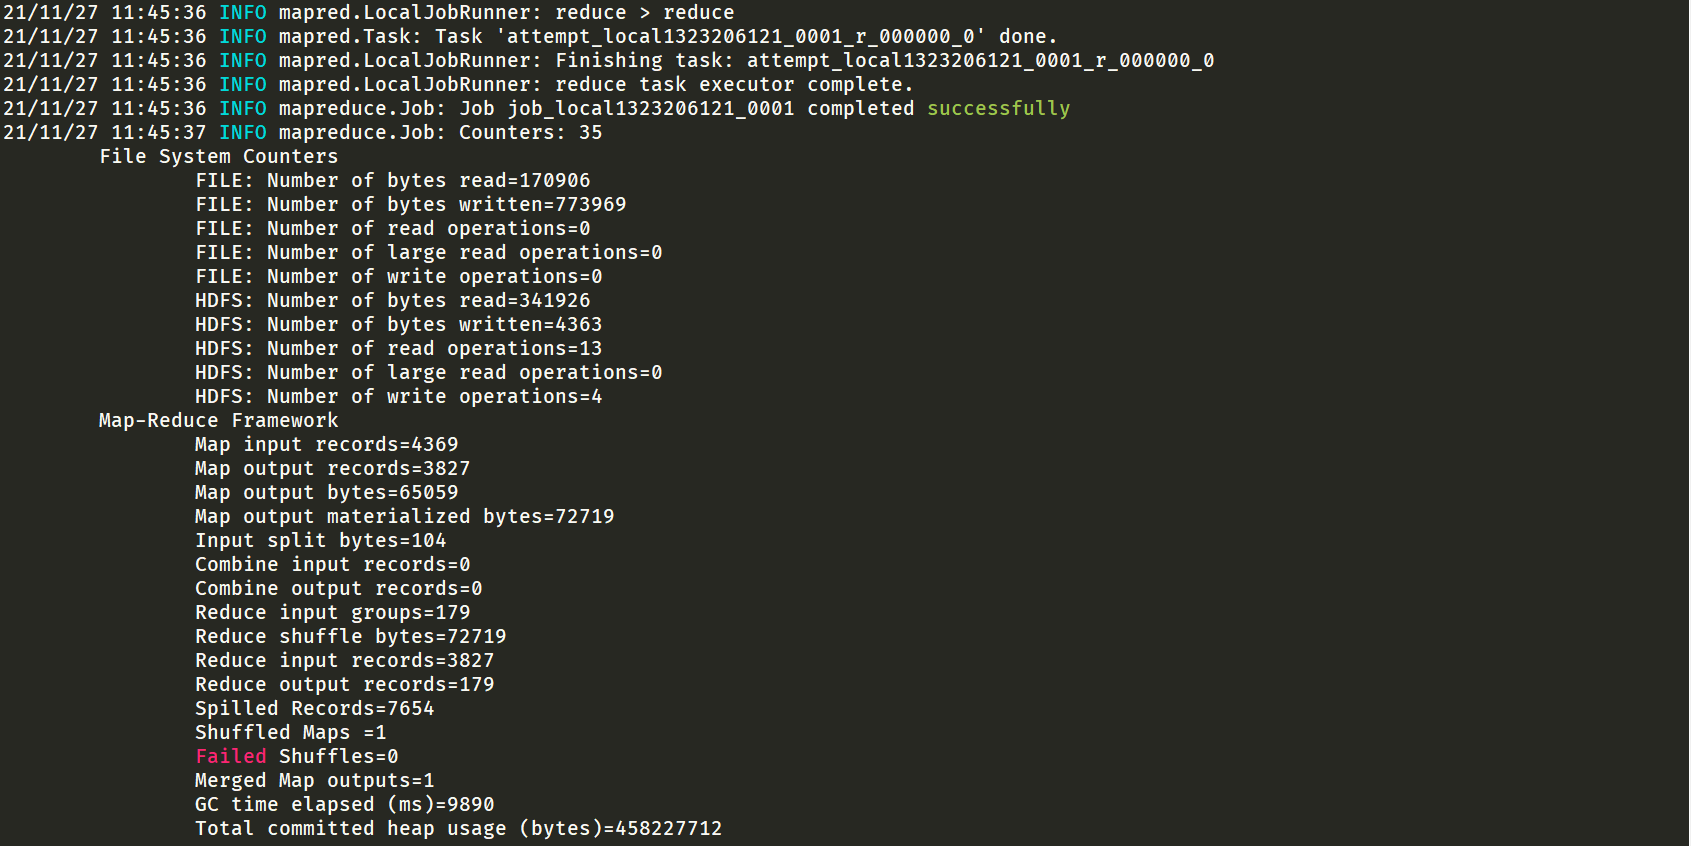 21/11/27 11:45:36 INFO mapred.LocalJobRunner: reduce > reduce
21/11/27 11:45:36 INFO mapred.Task: Task 'attempt_local1323206121_0001_r_000000_0' done.
21/11/27 11:45:36 INFO mapred.LocalJobRunner: Finishing task: attempt_local1323206121_0001_r_000000_0
21/11/27 11:45:36 INFO mapred.LocalJobRunner: reduce task executor complete.
21/11/27 11:45:36 INFO mapreduce.Job: Job job_local1323206121_0001 completed successfully
21/11/27 11:45:37 INFO mapreduce.Job: Counters: 35
File System Counters
FILE: Number of bytes read=170906
FILE: Number of bytes written=773969
FILE: Number of read operations=0
FILE: Number of large read operations=0
FILE: Number of write operations=0
HDFS: Number of bytes read=341926
HDFS: Number of bytes written=4363
HDFS: Number of read operations=13
HDFS: Number of large read operations=0
HDFS: Number of write operations=4
Map-Reduce Framework
Map input records=4369
Map output records=3827
Map output bytes=65059
Map output materialized bytes=72719
Input split bytes=104
Combine input records=0
Combine output records=0
Reduce input groups=179
Reduce shuffle bytes=72719
Reduce input records=3827
Reduce output records=179
Spilled Records=7654
Shuffled Maps =1
Failed Shuffles=0
Merged Map outputs=1
GC time elapsed (ms)=9890
Total committed heap usage (bytes)=458227712